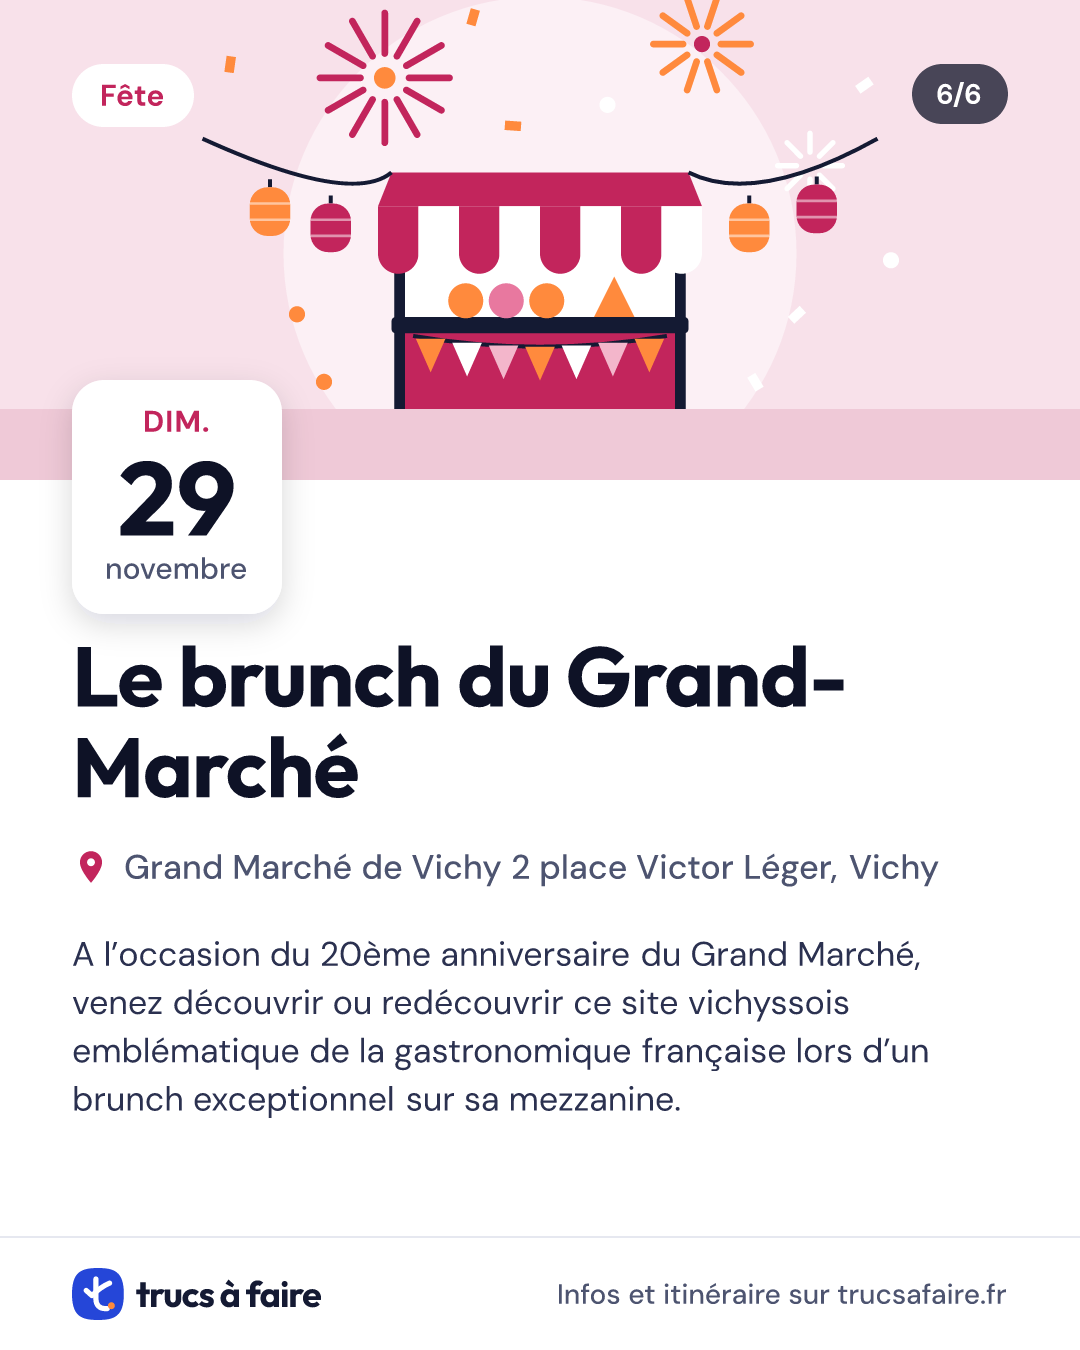 Fête
6/6
DIM.
29
novembre
Le brunch du Grand-
Marché
Grand Marché de Vichy 2 place Victor Léger, Vichy
A l’occasion du 20ème anniversaire du Grand Marché,
venez découvrir ou redécouvrir ce site vichyssois
emblématique de la gastronomique française lors d’un
brunch exceptionnel sur sa mezzanine.
trucs à faire
Infos et itinéraire sur trucsafaire.fr